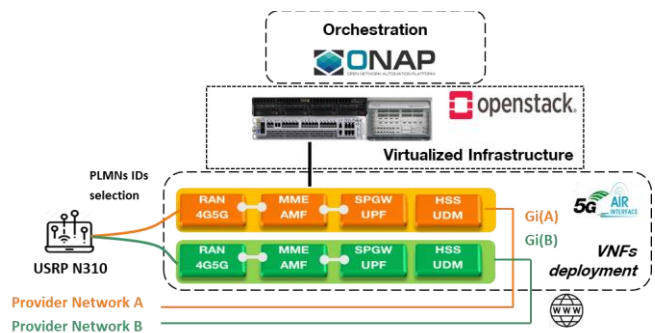 Orchestration
ONAP
OPEN NETWORK AUTOMATION PLATFORM
openstack.
Virtualized Infrastructure
PLMNs IDs
selection
RAN
4G5G
MME
AMF
SPGW
UPF
HSS
UDM
Gi(A)
5G
AIR
INTERFACE
RAN
4G5G
MME
AMF
SPGW
UPF
HSS
UDM
Gi(B)
VNFs
deployment
USRP N310
Provider Network A
Provider Network B
WWW